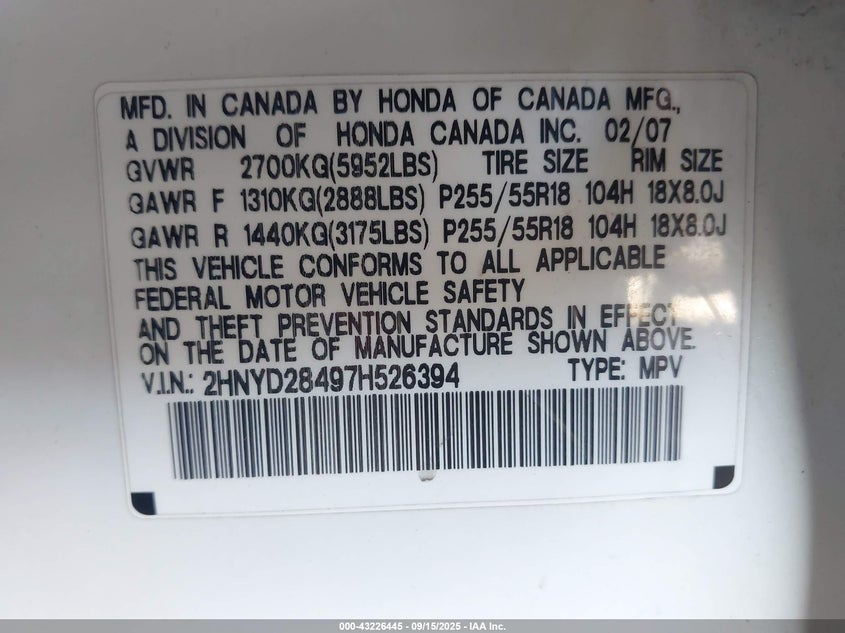 MFD. IN CANADA BY HONDA OF CANADA MFG.,
A DIVISION OF HONDA CANADA INC. 02/07
GVWR 2700KG(5952LBS) TIRE SIZE RIM SIZE
GAWR F 1310KG(2888LBS) P255/55R18 104H 18X8.0J
GAWR R 1440KG(3175LBS) P255/55R18 104H 18X8.0J
THIS VEHICLE CONFORMS TO ALL APPLICABLE
FEDERAL MOTOR VEHICLE SAFETY
AND THEFT PREVENTION STANDARDS IN EFFECT
ON THE DATE OF MANUFACTURE SHOWN ABOVE.
V.I.N.: 2HNYD28497H526394 TYPE: MPV
000-43226445 - 09/15/2025 - IAA Inc.